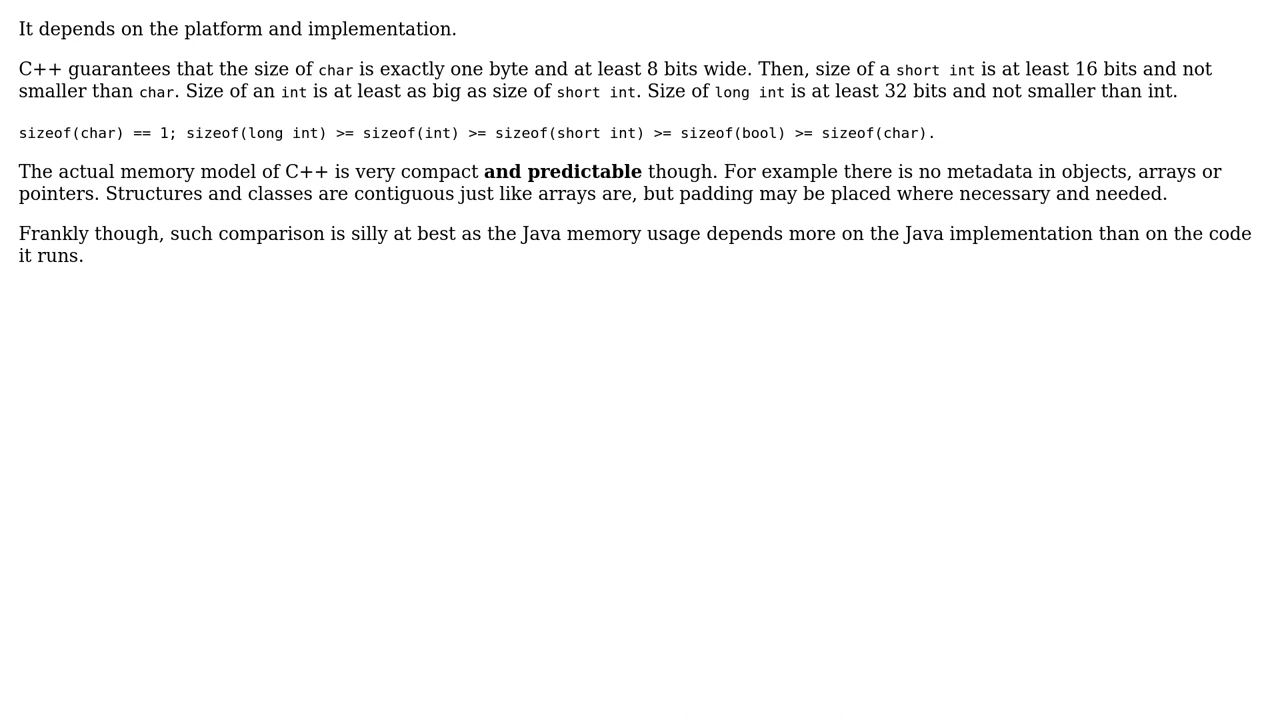 It depends on the platform and implementation.
C++ guarantees that the size of char is exactly one byte and at least 8 bits wide. Then, size of a short int is at least 16 bits and not
smaller than char. Size of an int is at least as big as size of short int. Size of long int is at least 32 bits and not smaller than int.
sizeof(char) == 1; sizeof(long int) >= sizeof(int) >= sizeof(short int) >= sizeof(bool) >= sizeof(char).
The actual memory model of C++ is very compact and predictable though. For example there is no metadata in objects, arrays or
pointers. Structures and classes are contiguous just like arrays are, but padding may be placed where necessary and needed.
Frankly though, such comparison is silly at best as the Java memory usage depends more on the Java implementation than on the code
it runs.